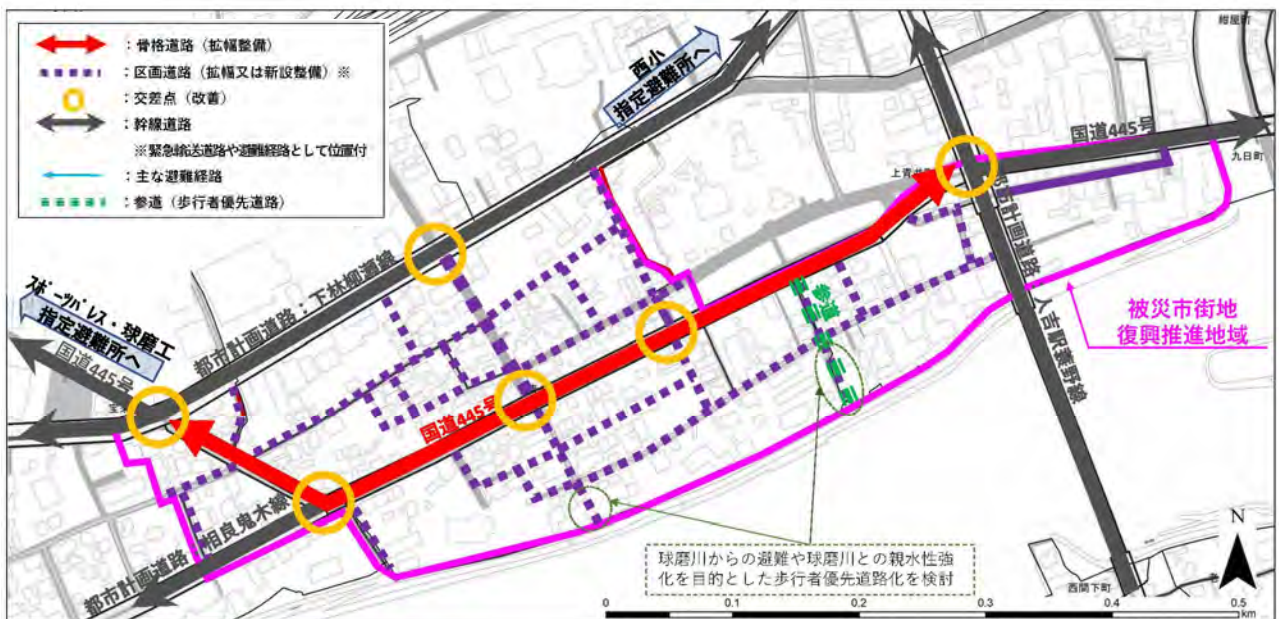 ：骨格道路（拡幅整備）
：区画道路（拡幅又は新設整備）※
：交差点（改善）
：幹線道路
※緊急輸送道路や避難経路として位置付
：主な避難経路
：参道（歩行者優先道路）
西小
指定避難所へ
紺屋町
国道445号
九日町
上青井
都市計画道路：人吉駅蓑野線
都市計画道路：下林柳瀬線
スポーツパレス・球磨工
指定避難所へ
国道445号
国道445号
参道
被災市街地
復興推進地域
都市計画道路　相良鬼木線
球磨川からの避難や球磨川との親水性強
化を目的とした歩行者優先道路化を検討
西間下町
N
0
0.1
0.2
0.3
0.4
0.5
km